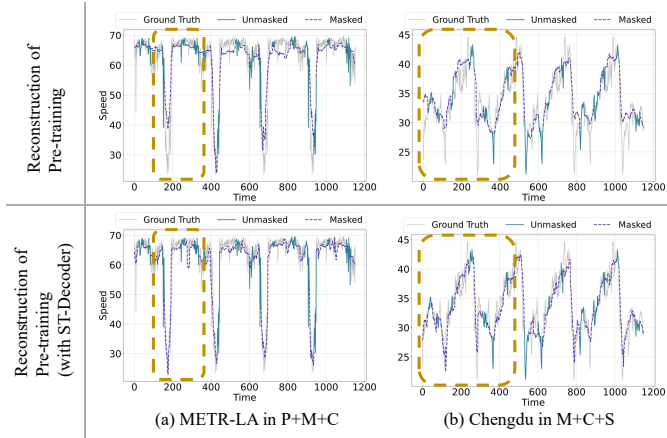 Reconstruction of
Pre-training
Ground Truth Unmasked Masked
70
60
50
40
30
Speed
0 200 400 600 800 1000 1200
Time
Ground Truth Unmasked Masked
45
40
35
30
25
0 200 400 600 800 1000 1200
Time
Reconstruction of
Pre-training
(with ST-Decoder)
Ground Truth Unmasked Masked
70
60
50
40
30
Speed
0 200 400 600 800 1000 1200
Time
Ground Truth Unmasked Masked
45
40
35
30
25
0 200 400 600 800 1000 1200
Time
(a) METR-LA in P+M+C
(b) Chengdu in M+C+S